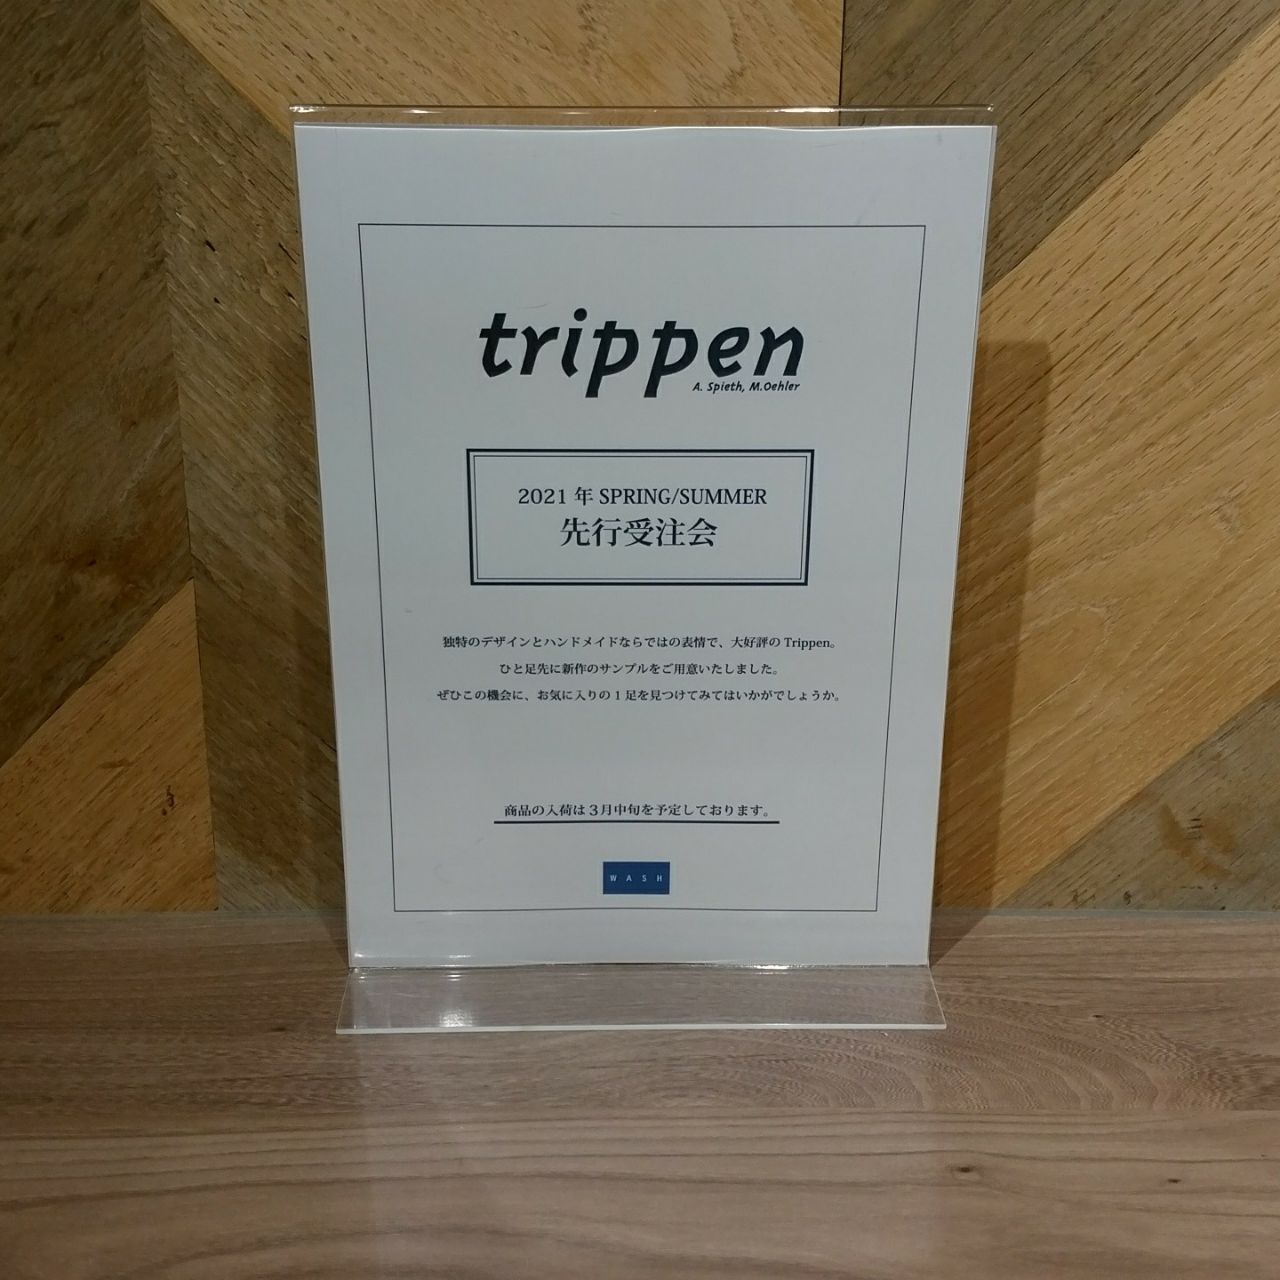 trippen
A. Spieth, M.Oehler
2021 年 SPRING/SUMMER
先行受注会
独特のデザインとハンドメイドならではの表情で、大好評の Trippen。
ひと足先に新作のサンプルをご用意いたしました。
ぜひこの機会に、お気に入りの 1 足を見つけてみてはいかがでしょうか。
商品の入荷は 3 月中旬を予定しております。
WASH